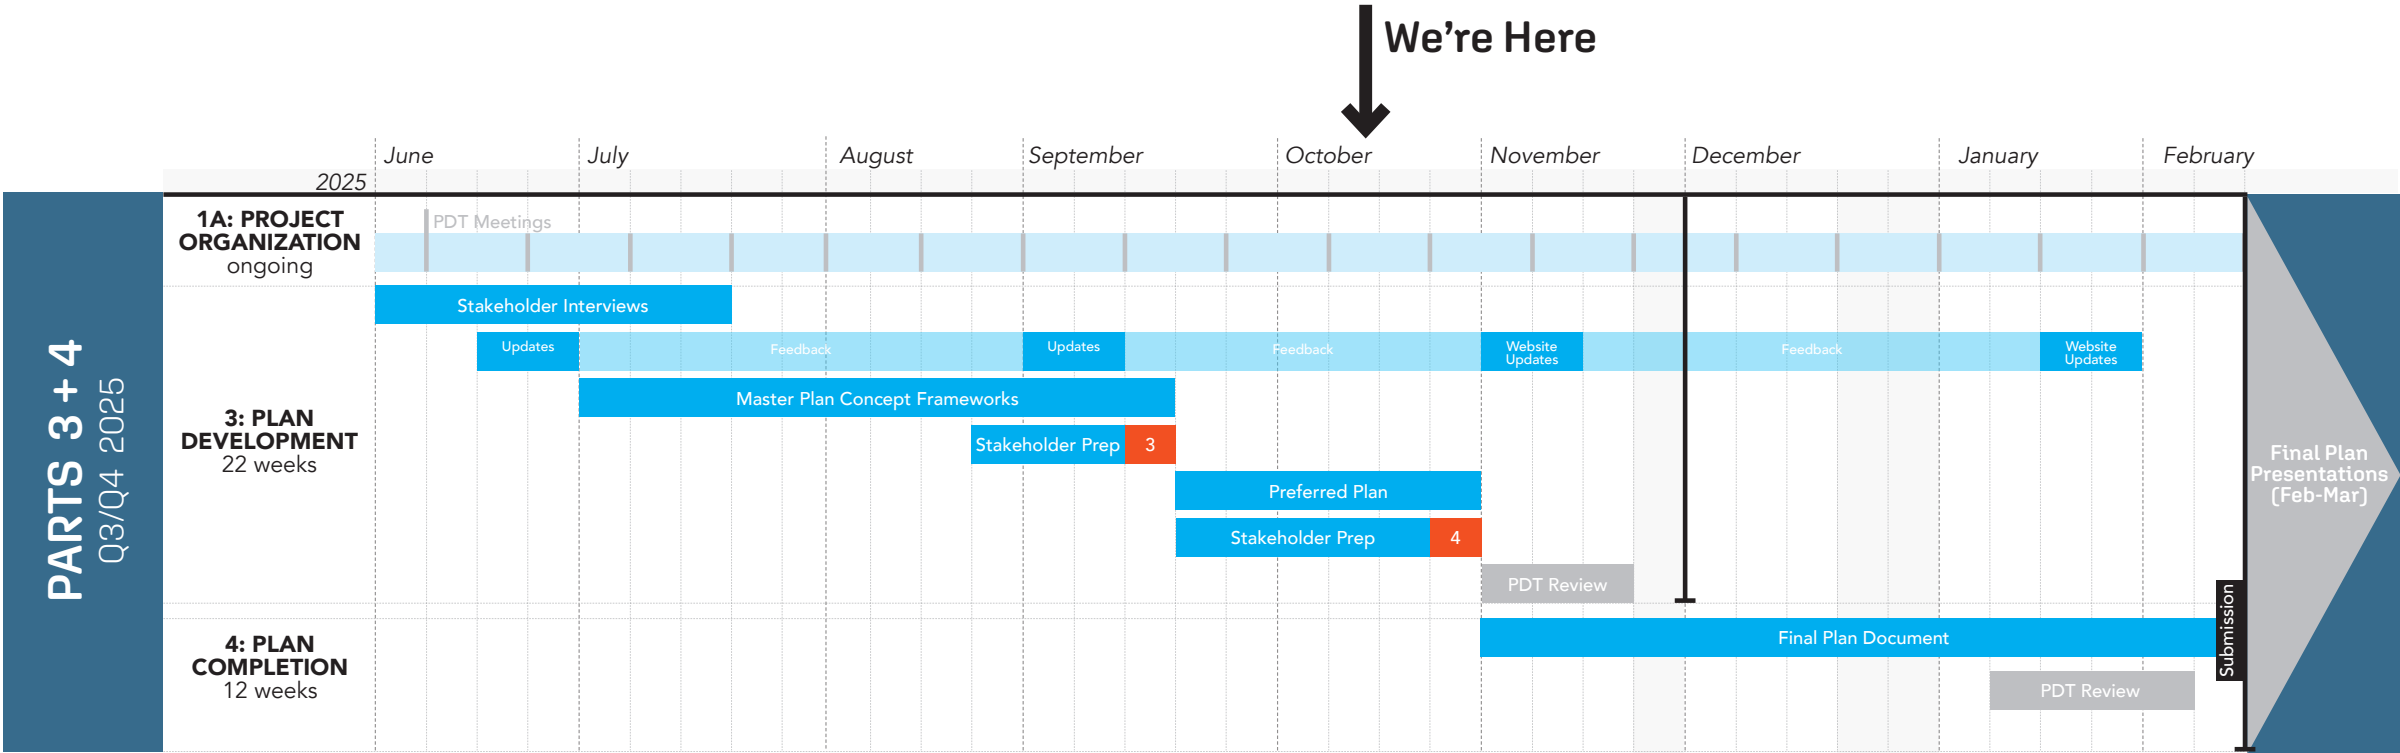 We're Here
June July August September October November December January February
2025
PARTS 3 + 4
Q3/Q4 2025
1A: PROJECT
ORGANIZATION
ongoing
PDT Meetings
3: PLAN
DEVELOPMENT
22 weeks
Stakeholder Interviews
Updates
Feedback
Updates
Feedback
Website
Updates
Feedback
Website
Updates
Master Plan Concept Frameworks
Stakeholder Prep
3
Preferred Plan
Stakeholder Prep
4
PDT Review
4: PLAN
COMPLETION
12 weeks
Final Plan Document
Submission
PDT Review
Final Plan
Presentations
(Feb-Mar)